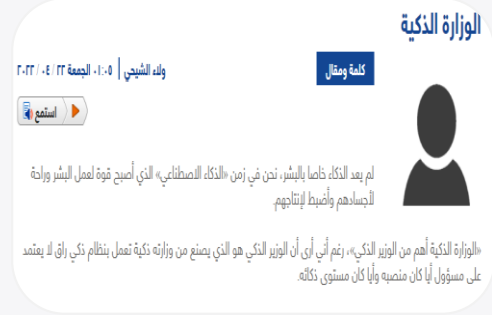 الوزارة الذكية
كلمة ومقال
ولاء الشيحي | ٠١:٠٥ الجمعة ٢٢ / ٠٤ / ٢٠٢٢
استمع
لم يعد الذكاء خاصا بالبشر، نحن في زمن «الذكاء الاصطناعي» الذي أصبح قوة لعمل البشر وراحة
لأجسادهم وأضبط لإنتاجهم.
«الوزارة الذكية أهم من الوزير الذكي»، رغم أني أرى أن الوزير الذكي هو الذي يصنع من وزارته ذكية تعمل بنظام ذكي راق لا يعتمد
على مسؤول أيا كان منصبه وأيا كان مستوى ذكائه.